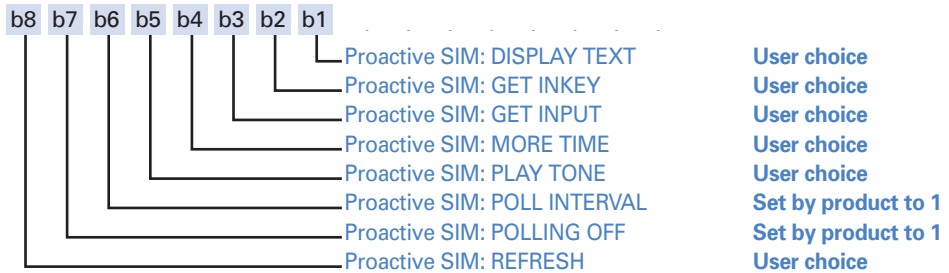 b8 b7 b6 b5 b4 b3 b2 b1
Proactive SIM: DISPLAY TEXT User choice
Proactive SIM: GET INKEY User choice
Proactive SIM: GET INPUT User choice
Proactive SIM: MORE TIME User choice
Proactive SIM: PLAY TONE User choice
Proactive SIM: POLL INTERVAL Set by product to 1
Proactive SIM: POLLING OFF Set by product to 1
Proactive SIM: REFRESH User choice